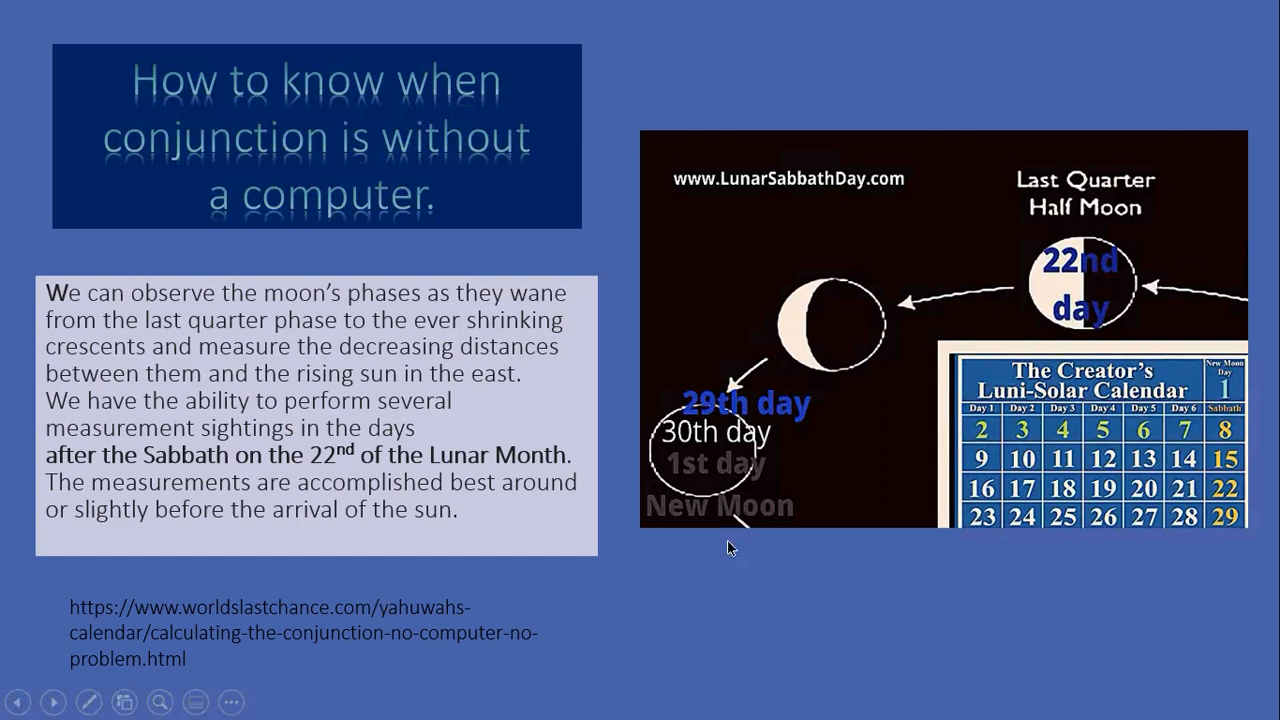 How to know when
conjunction is without
a computer.
We can observe the moon's phases as they wane
from the last quarter phase to the ever shrinking
crescents and measure the decreasing distances
between them and the rising sun in the east.
We have the ability to perform several
measurement sightings in the days
after the Sabbath on the 22nd of the Lunar Month.
The measurements are accomplished best around
or slightly before the arrival of the sun.
https://www.worldslastchance.com/yahuwahs-
calendar/calculating-the-conjunction-no-computer-no-
problem.html
www.LunarSabbathDay.com
Last Quarter
Half Moon
22nd
day
29th day
30th day
1st day
New Moon
The Creator's
Luni-Solar Calendar
New Moon
Day
1
Day 1 Day 2 Day 3 Day 4 Day 5 Day 6 Sabbath
2 3 4 5 6 7 8
9 10 11 12 13 14 15
16 17 18 19 20 21 22
23 24 25 26 27 28 29